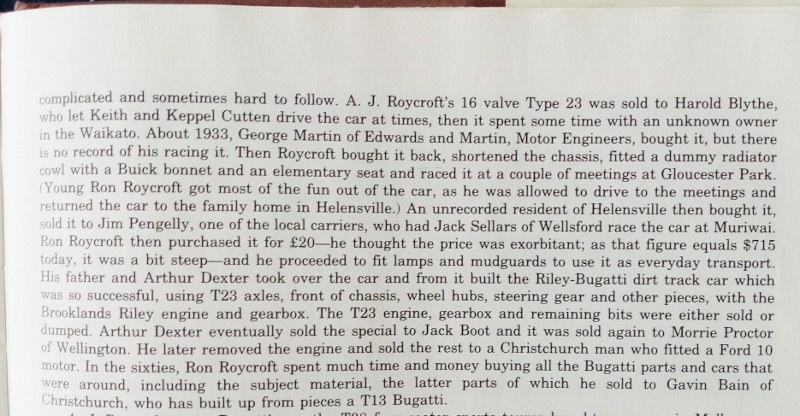 complicated and sometimes hard to follow. A. J. Roycroft's 16 valve Type 23 was sold to Harold Blythe,
who let Keith and Keppel Cutten drive the car at times, then it spent some time with an unknown owner
in the Waikato. About 1933, George Martin of Edwards and Martin, Motor Engineers, bought it, but there
is no record of his racing it. Then Roycroft bought it back, shortened the chassis, fitted a dummy radiator
cowl with a Buick bonnet and an elementary seat and raced it at a couple of meetings at Gloucester Park.
(Young Ron Roycroft got most of the fun out of the car, as he was allowed to drive to the meetings and
returned the car to the family home in Helensville.) An unrecorded resident of Helensville then bought it,
sold it to Jim Pengelly, one of the local carriers, who had Jack Sellars of Wellsford race the car at Muriwai.
Ron Roycroft then purchased it for £20—he thought the price was exorbitant; as that figure equals $715
today, it was a bit steep—and he proceeded to fit lamps and mudguards to use it as everyday transport.
His father and Arthur Dexter took over the car and from it built the Riley-Bugatti dirt track car which
was so successful, using T23 axles, front of chassis, wheel hubs, steering gear and other pieces, with the
Brooklands Riley engine and gearbox. The T23 engine, gearbox and remaining bits were either sold or
dumped. Arthur Dexter eventually sold the special to Jack Boot and it was sold again to Morrie Proctor
of Wellington. He later removed the engine and sold the rest to a Christchurch man who fitted a Ford 10
motor. In the sixties, Ron Roycroft spent much time and money buying all the Bugatti parts and cars that
were around, including the subject material, the latter parts of which he sold to Gavin Bain of
Christchurch, who has built up from pieces a T13 Bugatti.